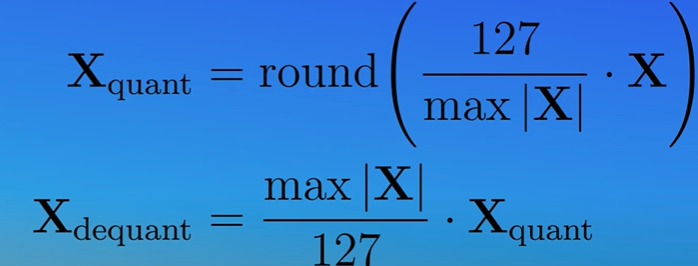 X_quant = round( 127 / max |X| · X )
X_dequant = max |X| / 127 · X_quant